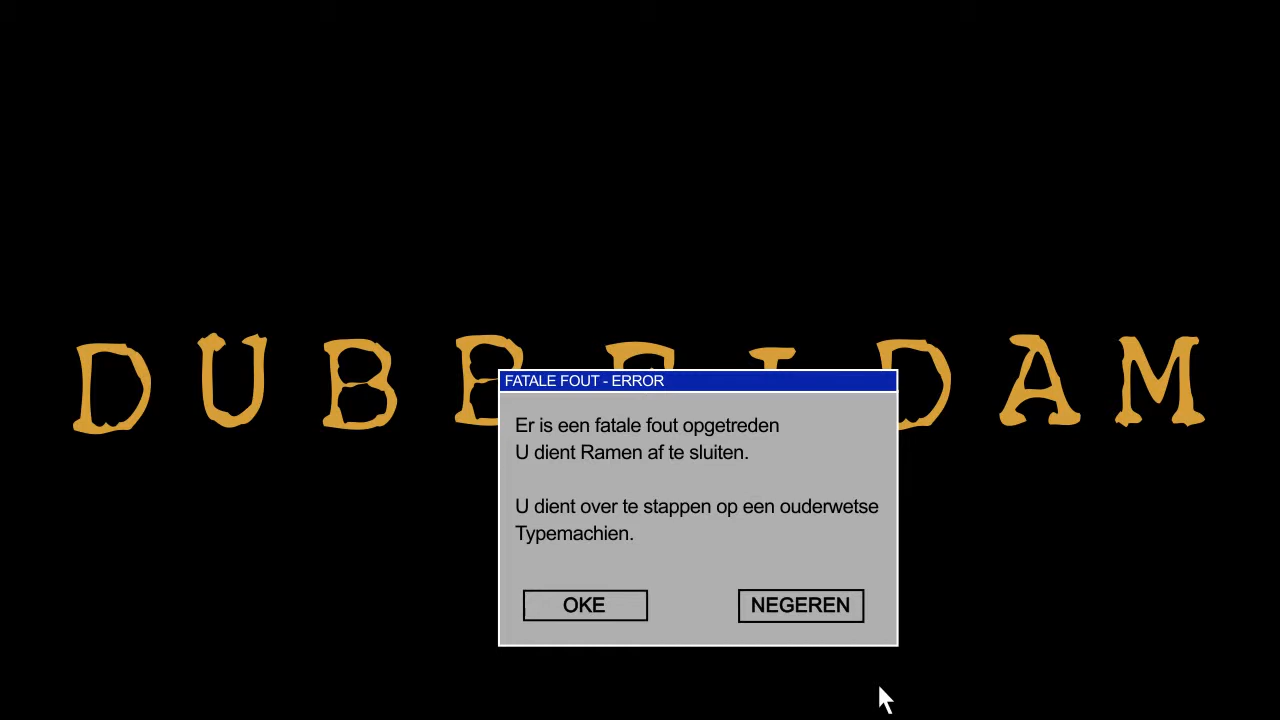 DUBBELDAM
FATALE FOUT - ERROR
Er is een fatale fout opgetreden
U dient Ramen af te sluiten.
U dient over te stappen op een ouderwetse
Typemachien.
OKE
NEGEREN